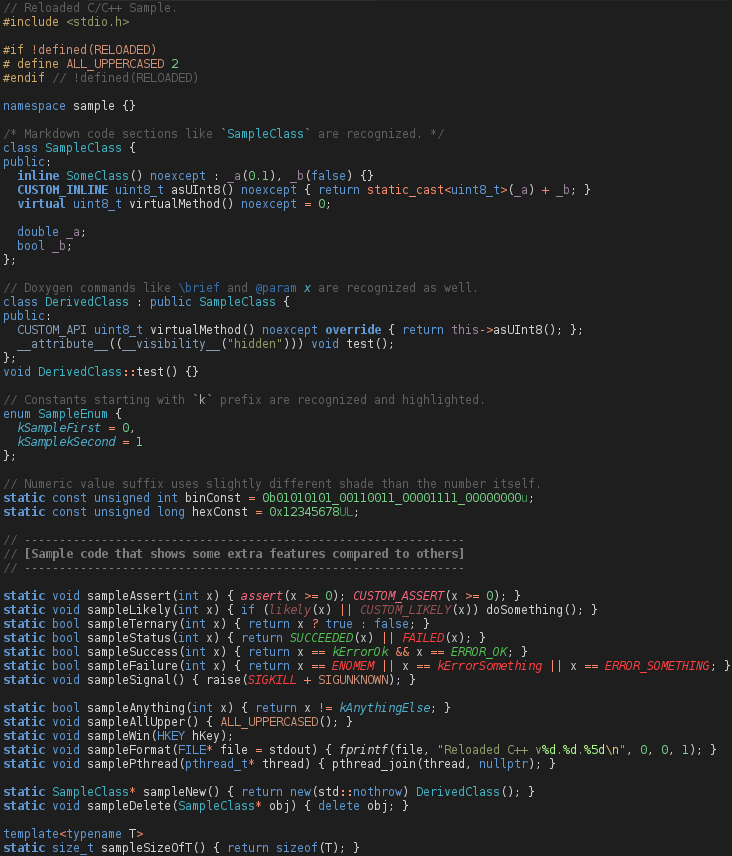 // Reloaded C/C++ Sample.
#include <stdio.h>
#if !defined(RELOADED)
# define ALL_UPPERCASED 2
#endif // !defined(RELOADED)
namespace sample {}
/* Markdown code sections like `SampleClass` are recognized. */
class SampleClass {
public:
  inline SomeClass() noexcept : _a(0.1), _b(false) {}
  CUSTOM_INLINE uint8_t asUInt8() noexcept { return static_cast<uint8_t>(_a) + _b; }
  virtual uint8_t virtualMethod() noexcept = 0;
  double _a;
  bool _b;
};
// Doxygen commands like \brief and @param x are recognized as well.
class DerivedClass : public SampleClass {
public:
  CUSTOM_API uint8_t virtualMethod() noexcept override { return this->asUInt8(); };
  __attribute__((__visibility__("hidden"))) void test();
};
void DerivedClass::test() {}
// Constants starting with `k` prefix are recognized and highlighted.
enum SampleEnum {
  kSampleFirst = 0,
  kSamplekSecond = 1
};
// Numeric value suffix uses slightly different shade than the number itself.
static const unsigned int binConst = 0b01010101_00110011_00001111_00000000u;
static const unsigned long hexConst = 0x12345678UL;
// ---------------------------------------------------------------
// [Sample code that shows some extra features compared to others]
// ---------------------------------------------------------------
static void sampleAssert(int x) { assert(x >= 0); CUSTOM_ASSERT(x >= 0); }
static void sampleLikely(int x) { if (likely(x) || CUSTOM_LIKELY(x)) doSomething(); }
static bool sampleTernary(int x) { return x ? true : false; }
static bool sampleStatus(int x) { return SUCCEEDED(x) || FAILED(x); }
static bool sampleSuccess(int x) { return x == kErrorOk && x == ERROR_OK; }
static bool sampleFailure(int x) { return x == ENOMEM || x == kErrorSomething || x == ERROR_SOMETHING; }
static void sampleSignal() { raise(SIGKILL + SIGUNKNOWN); }
static bool sampleAnything(int x) { return x != kAnythingElse; }
static void sampleAllUpper() { ALL_UPPERCASED(); }
static void sampleWin(HKEY hKey);
static void sampleFormat(FILE* file = stdout) { fprintf(file, "Reloaded C++ v%d.%d.%5d\n", 0, 0, 1); }
static void samplePthread(pthread_t* thread) { pthread_join(thread, nullptr); }
static SampleClass* sampleNew() { return new(std::nothrow) DerivedClass(); }
static void sampleDelete(SampleClass* obj) { delete obj; }
template<typename T>
static size_t sampleSizeOfT() { return sizeof(T); }